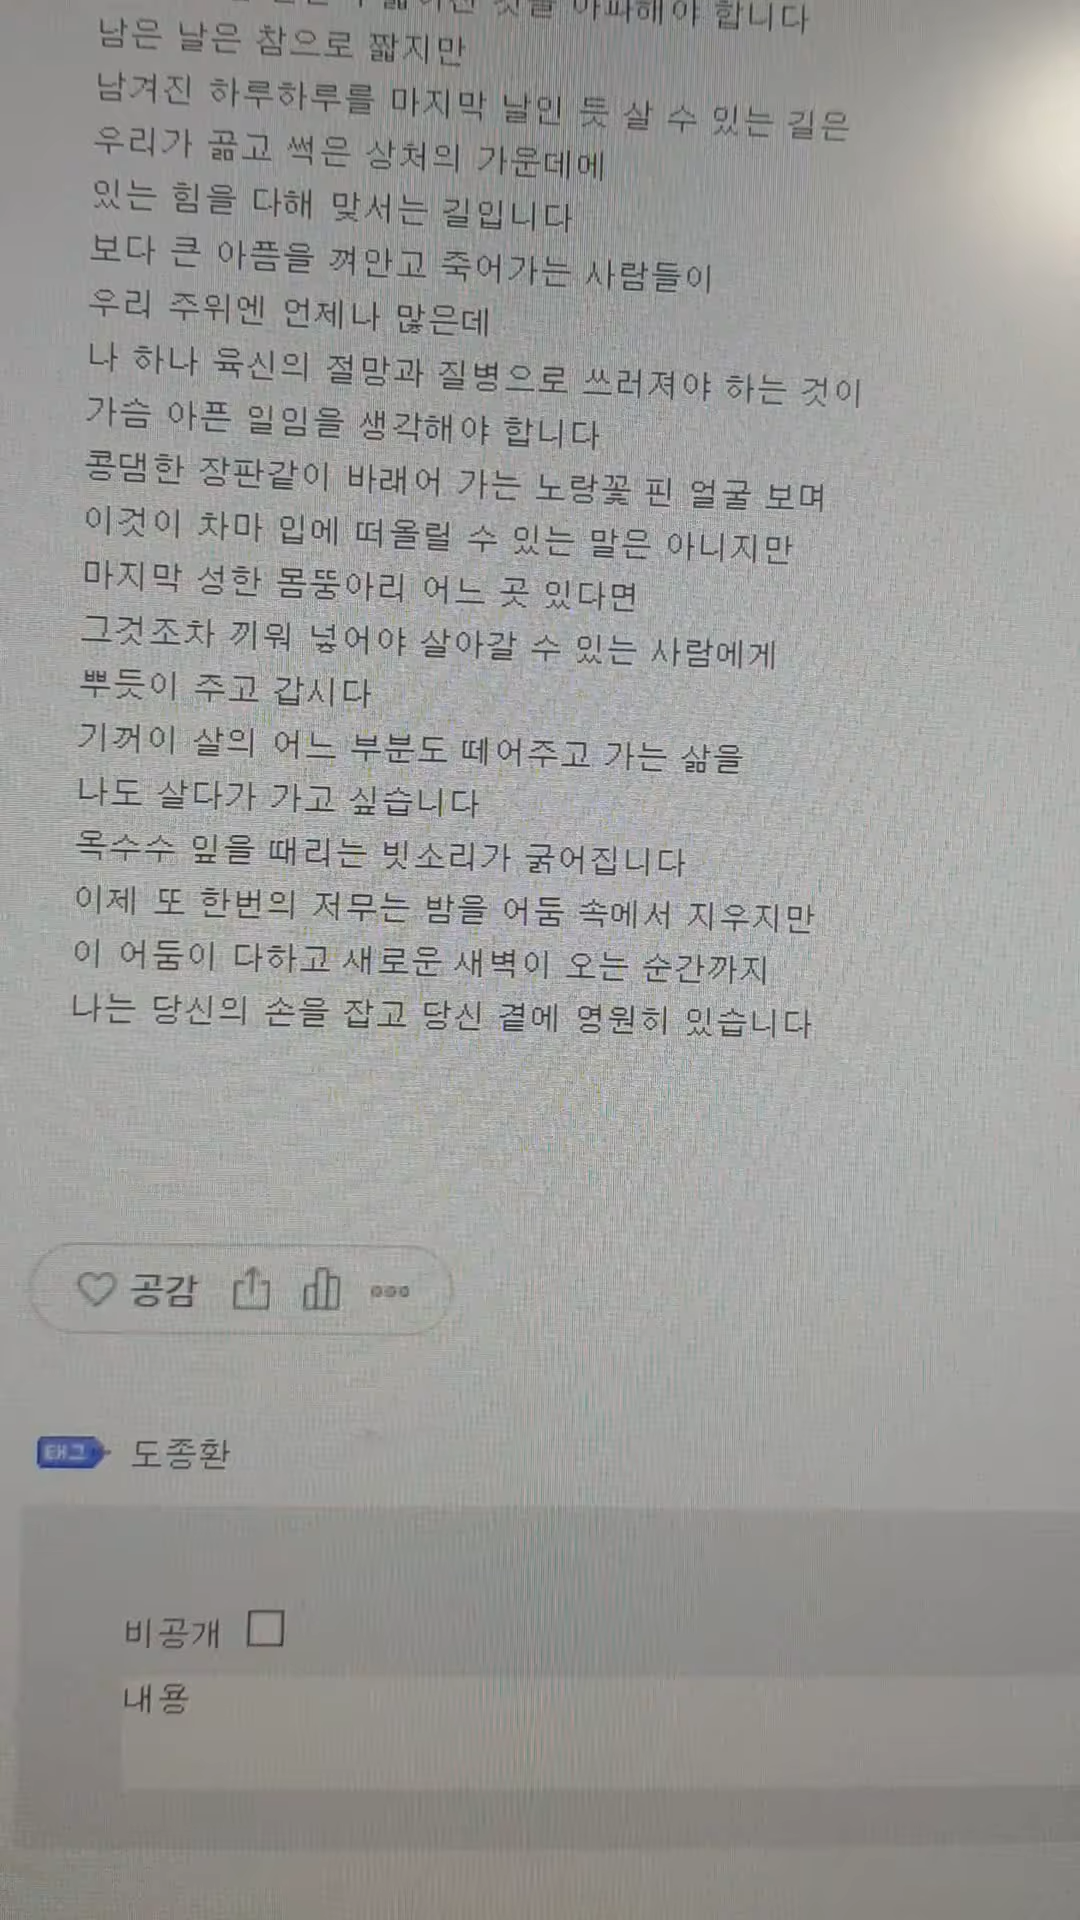 아파해야 합니다
남은 날은 참으로 짧지만
남겨진 하루하루를 마지막 날인 듯 살 수 있는 길은
우리가 곪고 썩은 상처의 가운데에
있는 힘을 다해 맞서는 길입니다
보다 큰 아픔을 껴안고 죽어가는 사람들이
우리 주위엔 언제나 많은데
나 하나 육신의 절망과 질병으로 쓰러져야 하는 것이
가슴 아픈 일임을 생각해야 합니다
콩댐한 장판같이 바래어 가는 노랑꽃 핀 얼굴 보며
이것이 차마 입에 떠올릴 수 있는 말은 아니지만
마지막 성한 몸뚱아리 어느 곳 있다면
그것조차 끼워 넣어야 살아갈 수 있는 사람에게
뿌듯이 주고 갑시다
기꺼이 살의 어느 부분도 떼어주고 가는 삶을
나도 살다가 가고 싶습니다
옥수수 잎을 때리는 빗소리가 굵어집니다
이제 또 한번의 저무는 밤을 어둠 속에서 지우지만
이 어둠이 다하고 새로운 새벽이 오는 순간까지
나는 당신의 손을 잡고 당신 곁에 영원히 있습니다
공감
태그 도종환
비공개
내용